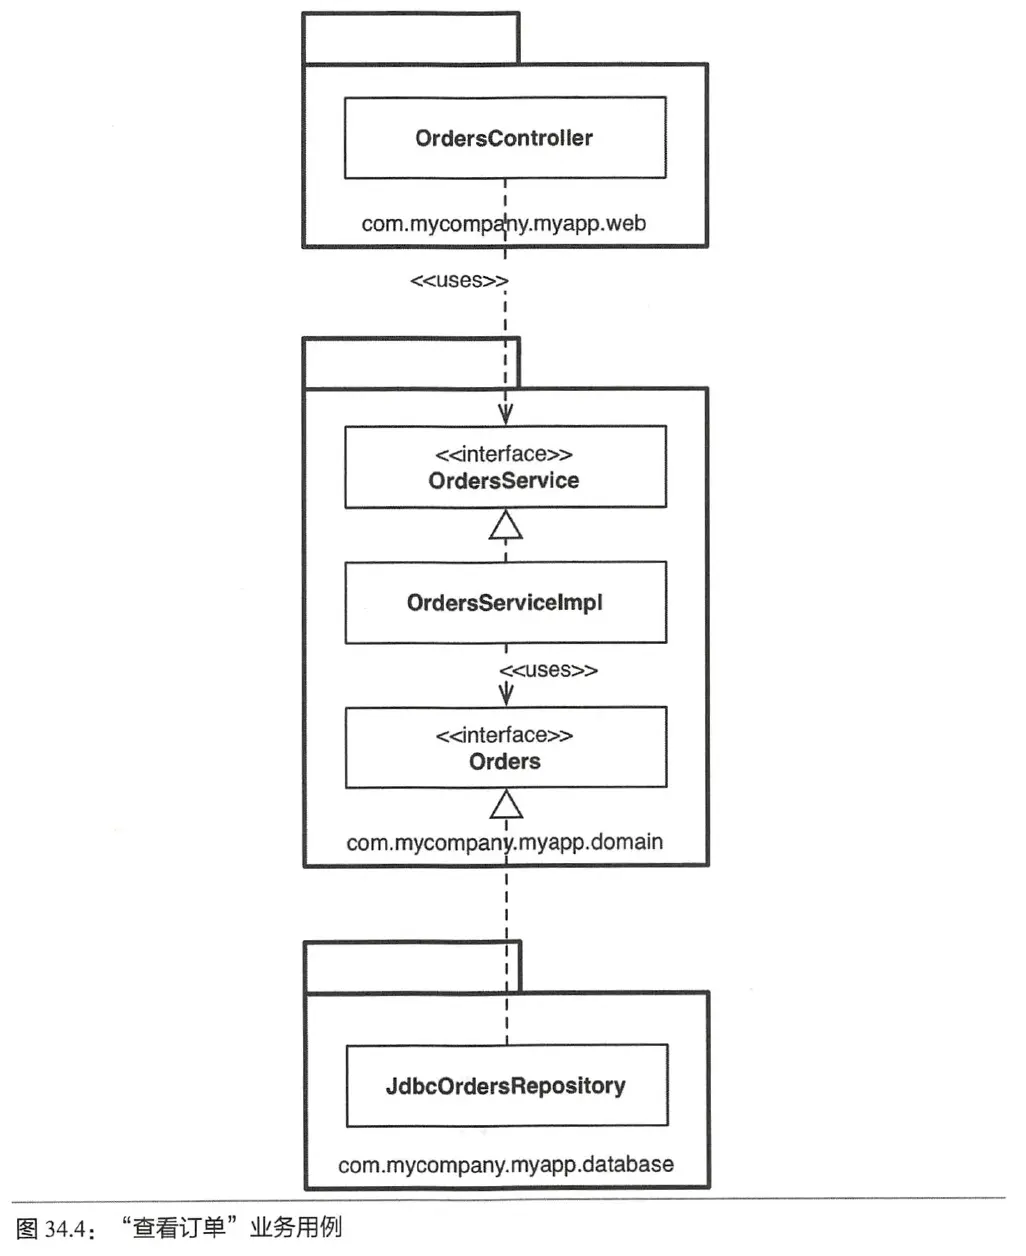 OrdersController
com.mycompany.myapp.web
<<uses>>
<<interface>>
OrdersService
OrdersServiceImpl
<<uses>>
<<interface>>
Orders
com.mycompany.myapp.domain
JdbcOrdersRepository
com.mycompany.myapp.database
图 34.4：“查看订单”业务用例